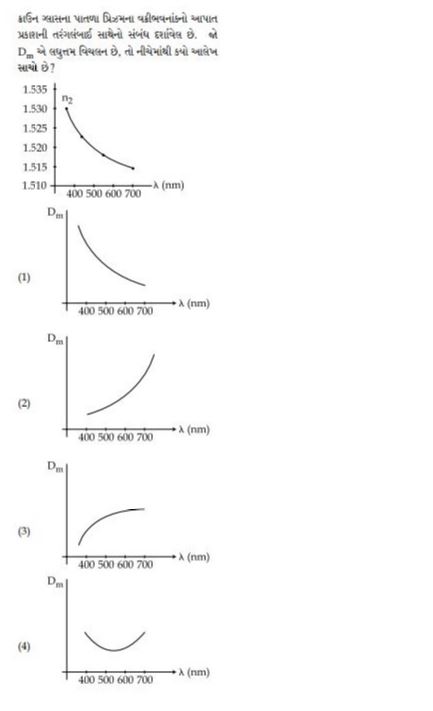 ક્રાઉન ગ્લાસના પાતળા પ્રિઝમના વક્રીભવનાંકનો આપાત
પ્રકાશની તરંગલંબાઈ સાથેનો સંબંધ દર્શાવેલ છે. જો
Dm એ લઘુત્તમ વિચલન છે, તો નીચેમાંથી કયો આલેખ
સાચો છે ?
1.535
n2
1.530
1.525
1.520
1.515
1.510
λ (nm)
400 500 600 700
Dm
(1)
λ (nm)
400 500 600 700
Dm
(2)
λ (nm)
400 500 600 700
Dm
(3)
λ (nm)
400 500 600 700
Dm
(4)
λ (nm)
400 500 600 700